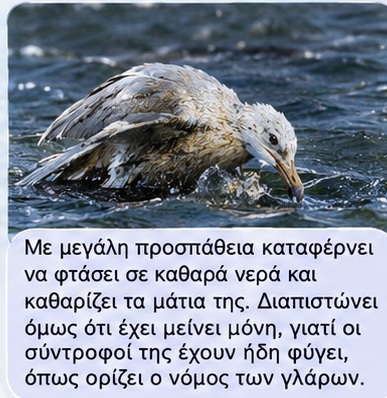 Με μεγάλη προσπάθεια καταφέρνει
να φτάσει σε καθαρά νερά και
καθαρίζει τα μάτια της. Διαπιστώνει
όμως ότι έχει μείνει μόνη, γιατί οι
σύντροφοί της έχουν ήδη φύγει,
όπως ορίζει ο νόμος των γλάρων.